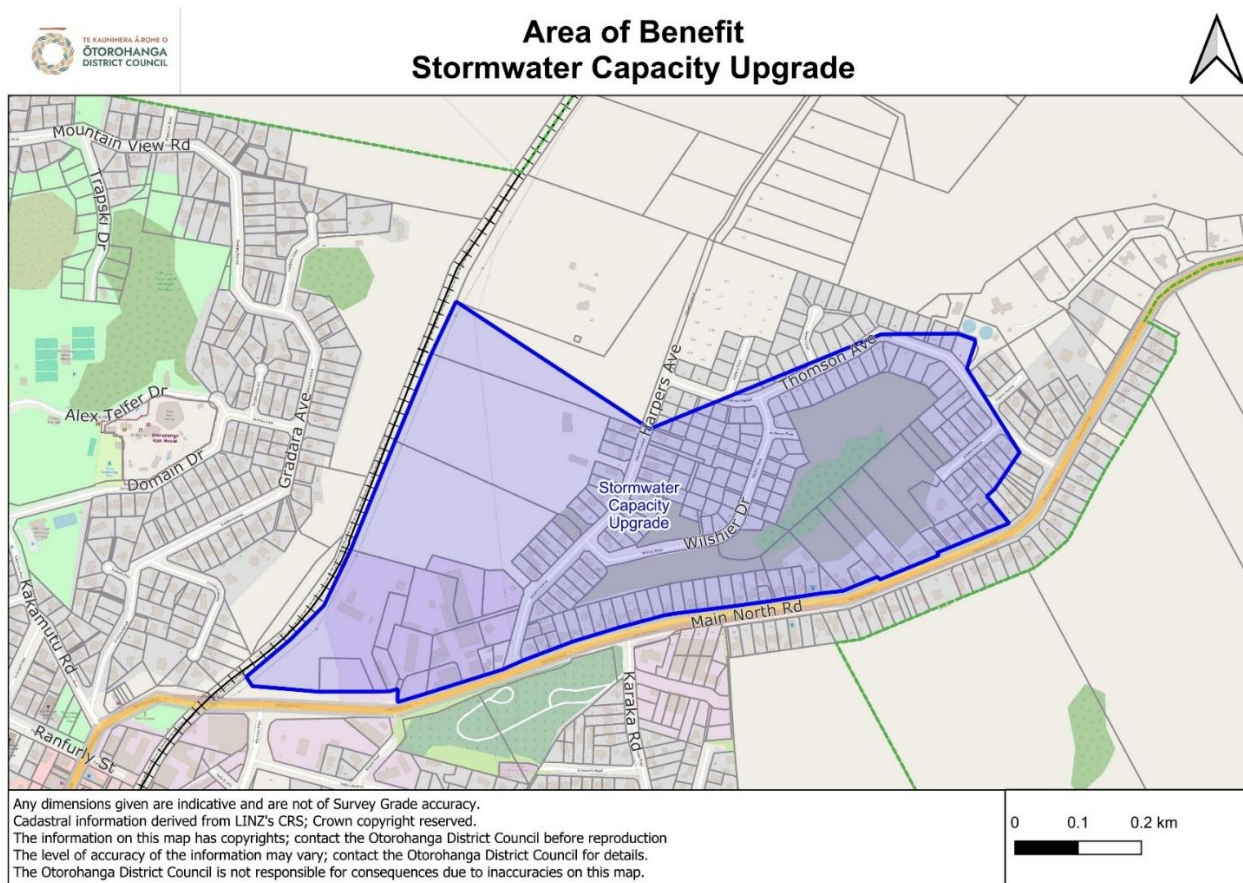 TE KAUNIHERA Ā ROHE O
ŌTOROHANGA
DISTRICT COUNCIL
Area of Benefit
Stormwater Capacity Upgrade
Mountain View Rd
Trapski Dr
Harpers Ave
Thomson Ave
Alex Telfer Dr
Domain Dr
Gradara Ave
Stormwater
Capacity
Upgrade
Wilshier Dr
Main North Rd
Kakamutu Rd
Karaka Rd
Ranfurly St
Any dimensions given are indicative and are not of Survey Grade accuracy.
Cadastral information derived from LINZ's CRS; Crown copyright reserved.
The information on this map has copyrights; contact the Otorohanga District Council before reproduction
The level of accuracy of the information may vary; contact the Otorohanga District Council for details.
The Otorohanga District Council is not responsible for consequences due to inaccuracies on this map.
0 0.1 0.2 km